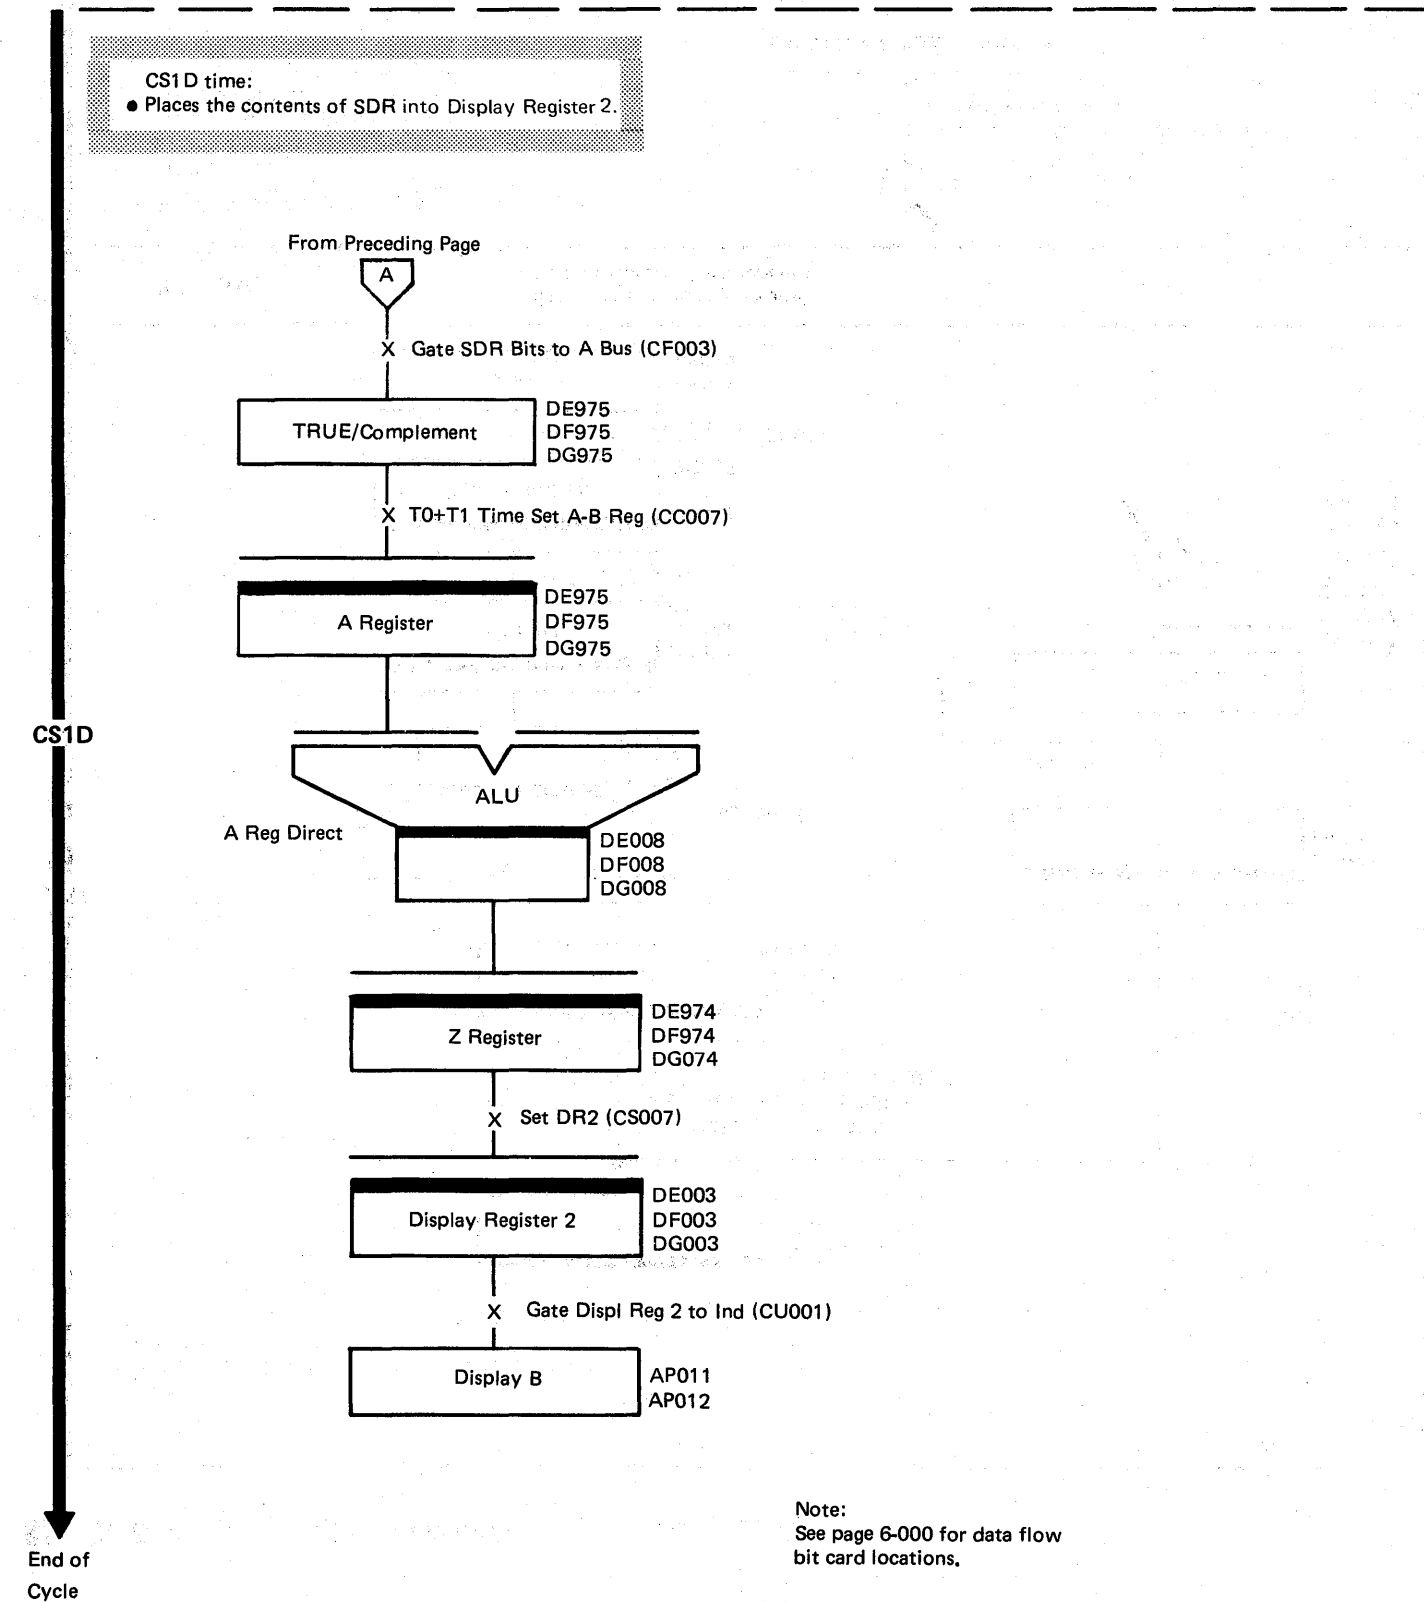 CS1D time:
● Places the contents of SDR into Display Register 2.
From Preceding Page
A
X Gate SDR Bits to A Bus (CF003)
TRUE/Complement
DE975
DF975
DG975
X T0+T1 Time Set A-B Reg (CC007)
A Register
DE975
DF975
DG975
CS1D
ALU
A Reg Direct
DE008
DF008
DG008
Z Register
DE974
DF974
DG074
X Set DR2 (CS007)
Display Register 2
DE003
DF003
DG003
X Gate Displ Reg 2 to Ind (CU001)
Display B
AP011
AP012
Note:
See page 6-000 for data flow
bit card locations.
End of
Cycle